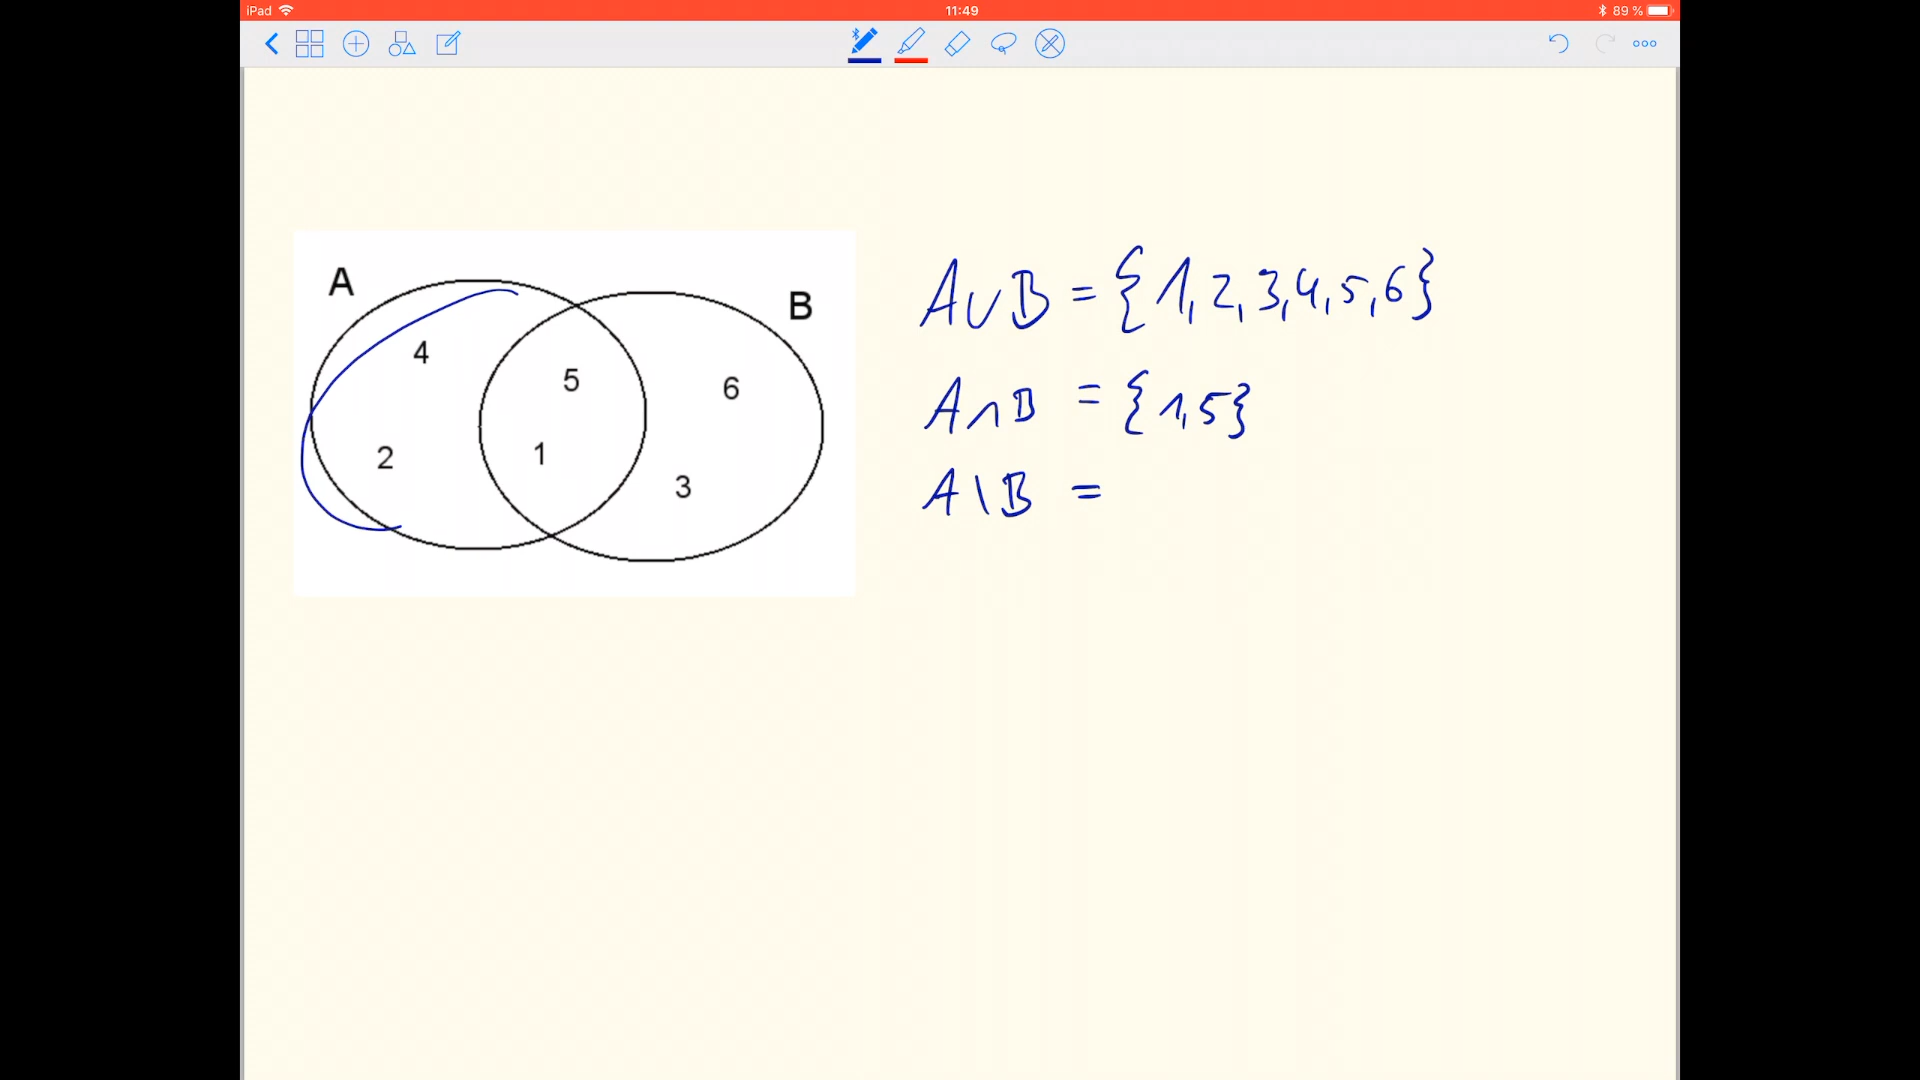 iPad 11:49 89 %
A
B
4
5
6
2
1
3
A∪B = {1,2,3,4,5,6}
A∩B = {1,5}
A\B =